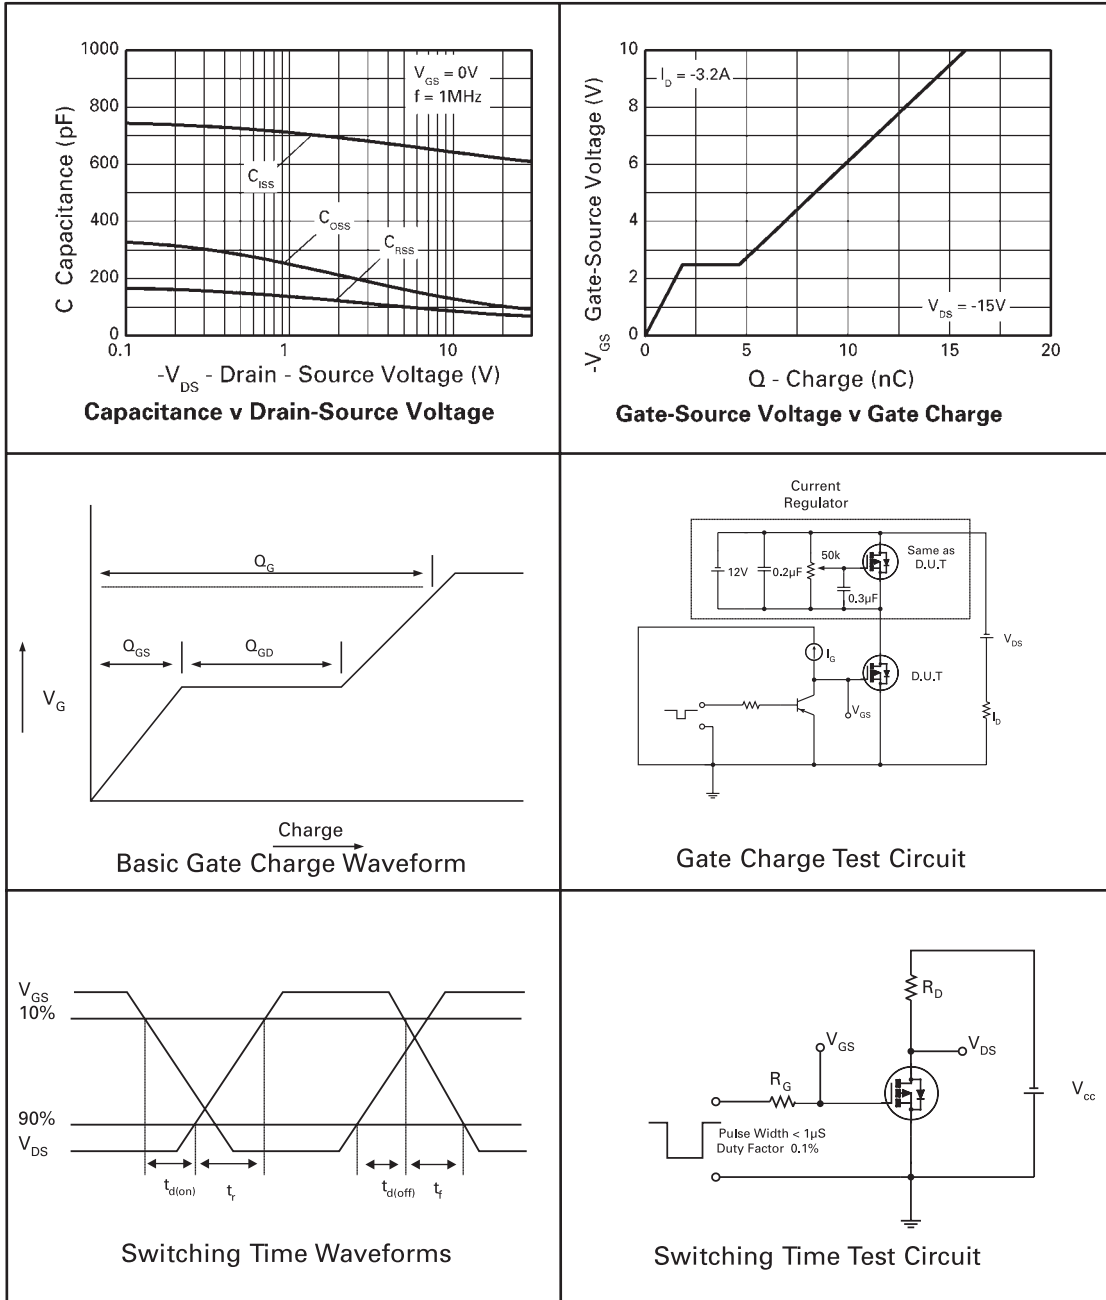 1000
800
600
400
200
0
0.1
1
10
C Capacitance (pF)
V_GS = 0V
f = 1MHz
C_ISS
C_OSS
C_RSS
-V_DS - Drain - Source Voltage (V)
Capacitance v Drain-Source Voltage
10
8
6
4
2
0
0
5
10
15
20
-V_GS Gate-Source Voltage (V)
I_D = -3.2A
V_DS = -15V
Q - Charge (nC)
Gate-Source Voltage v Gate Charge
Q_G
Q_GS
Q_GD
V_G
Charge
Basic Gate Charge Waveform
Current
Regulator
12V
0.2µF
50k
0.3µF
Same as
D.U.T
I_G
V_DS
D.U.T
V_GS
I_D
Gate Charge Test Circuit
V_GS
10%
90%
V_DS
t_d(on)
t_r
t_d(off)
t_f
Switching Time Waveforms
R_D
V_GS
V_DS
R_G
V_cc
Pulse Width < 1µS
Duty Factor 0.1%
Switching Time Test Circuit